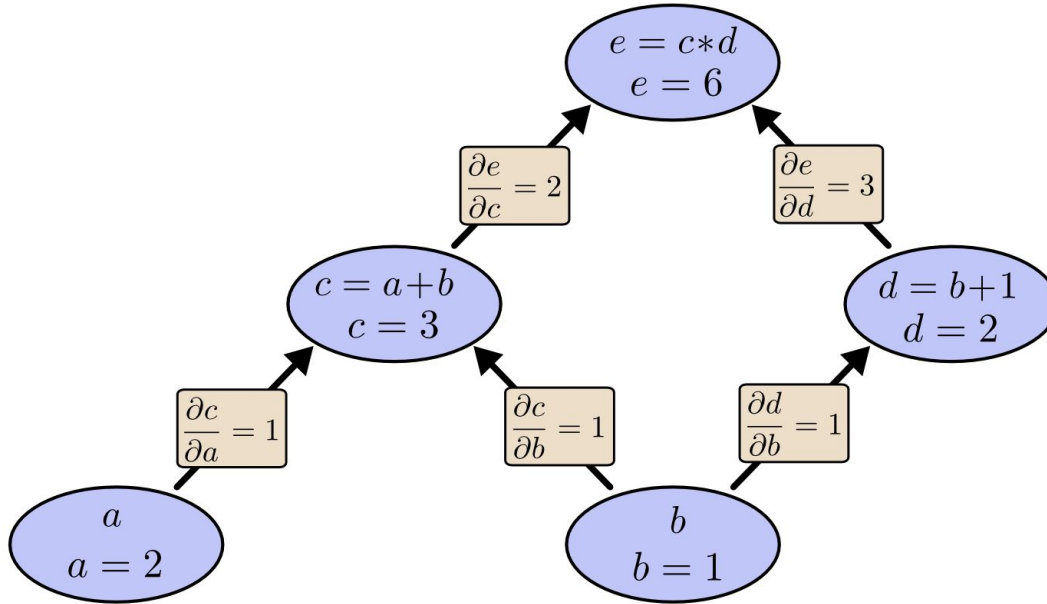 e = c*d
e = 6
∂e/∂c = 2
∂e/∂d = 3
c = a+b
c = 3
d = b+1
d = 2
∂c/∂a = 1
∂c/∂b = 1
∂d/∂b = 1
a
a = 2
b
b = 1